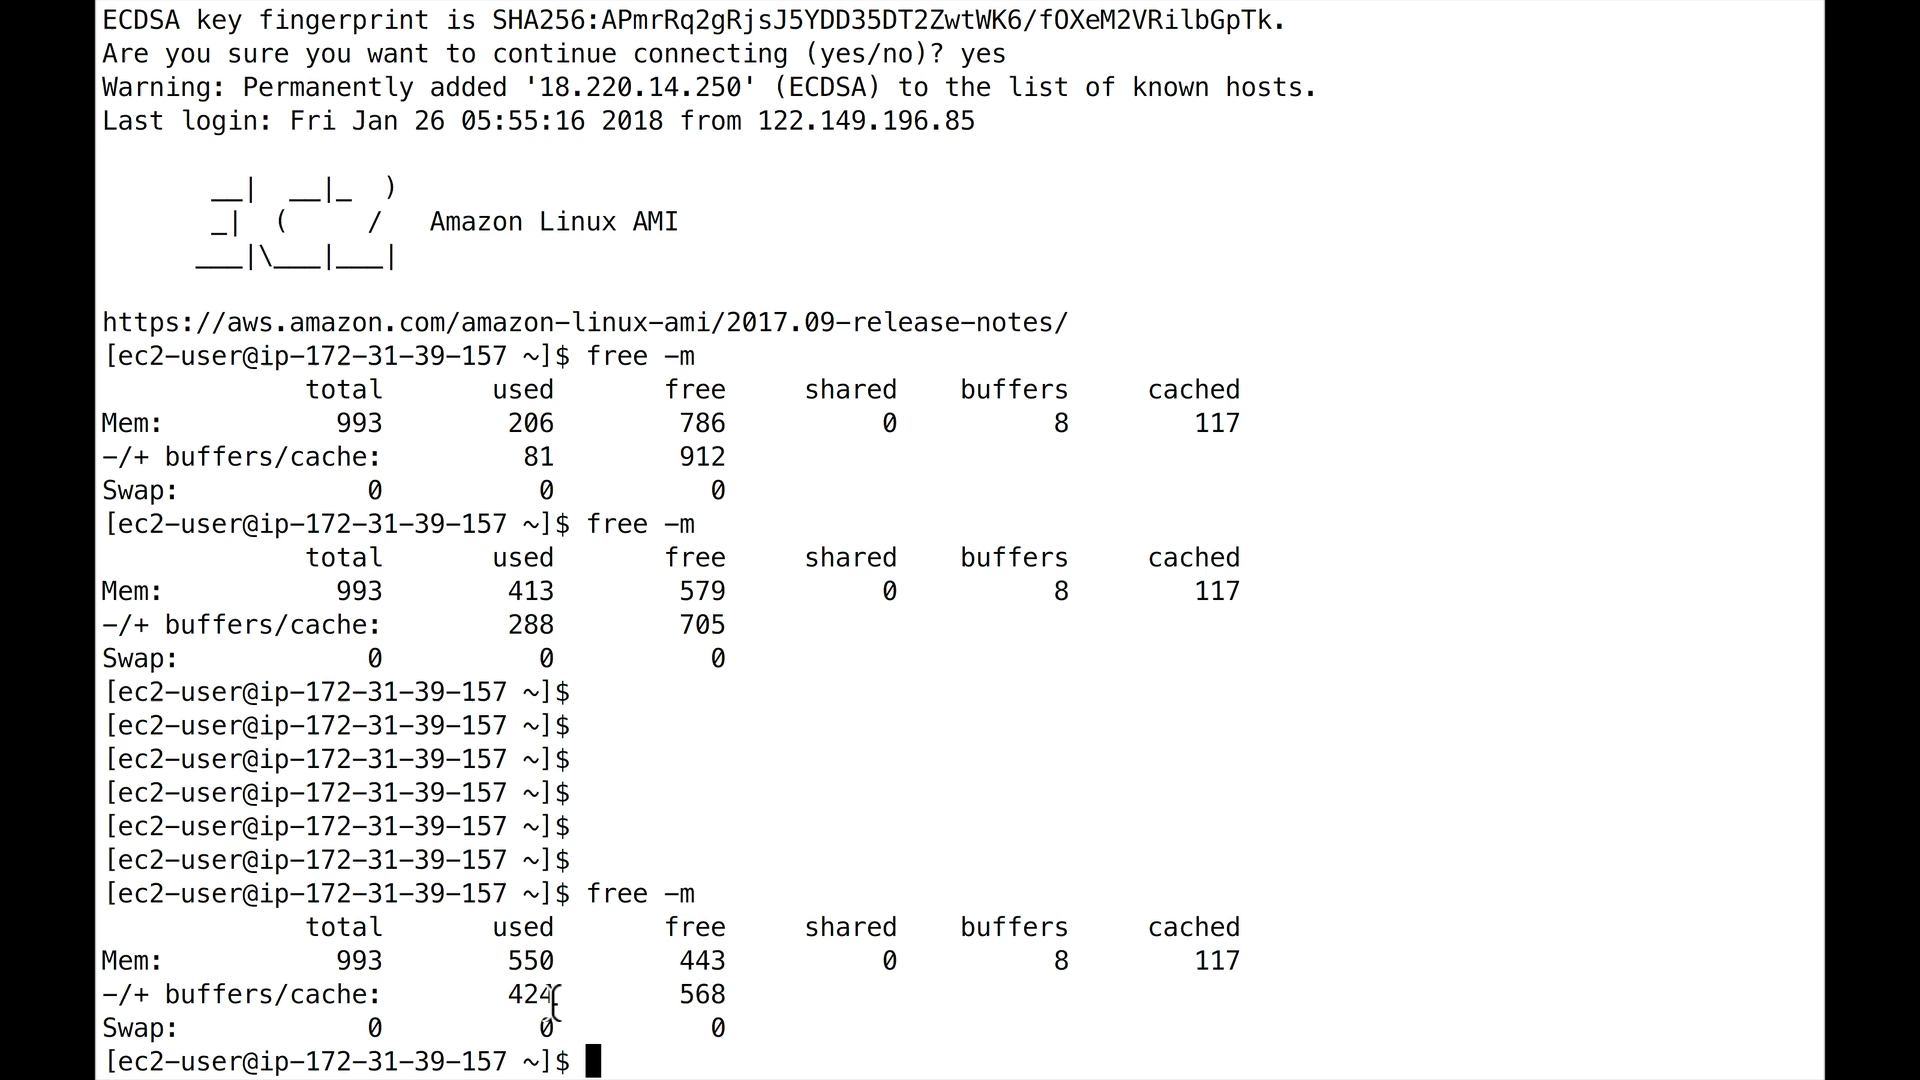 ECDSA key fingerprint is SHA256:APmrRq2gRjsJ5YDD35DT2ZwtWK6/fOXeM2VRilbGpTk.
Are you sure you want to continue connecting (yes/no)? yes
Warning: Permanently added '18.220.14.250' (ECDSA) to the list of known hosts.
Last login: Fri Jan 26 05:55:16 2018 from 122.149.196.85

       __|  __|_  )
       _|  (     /   Amazon Linux AMI
      ___|\___|___|

https://aws.amazon.com/amazon-linux-ami/2017.09-release-notes/
[ec2-user@ip-172-31-39-157 ~]$ free -m
             total       used       free     shared    buffers     cached
Mem:           993        206        786          0          8        117
-/+ buffers/cache:         81        912
Swap:            0          0          0
[ec2-user@ip-172-31-39-157 ~]$ free -m
             total       used       free     shared    buffers     cached
Mem:           993        413        579          0          8        117
-/+ buffers/cache:        288        705
Swap:            0          0          0
[ec2-user@ip-172-31-39-157 ~]$
[ec2-user@ip-172-31-39-157 ~]$
[ec2-user@ip-172-31-39-157 ~]$
[ec2-user@ip-172-31-39-157 ~]$
[ec2-user@ip-172-31-39-157 ~]$
[ec2-user@ip-172-31-39-157 ~]$
[ec2-user@ip-172-31-39-157 ~]$ free -m
             total       used       free     shared    buffers     cached
Mem:           993        550        443          0          8        117
-/+ buffers/cache:        424        568
Swap:            0          0          0
[ec2-user@ip-172-31-39-157 ~]$